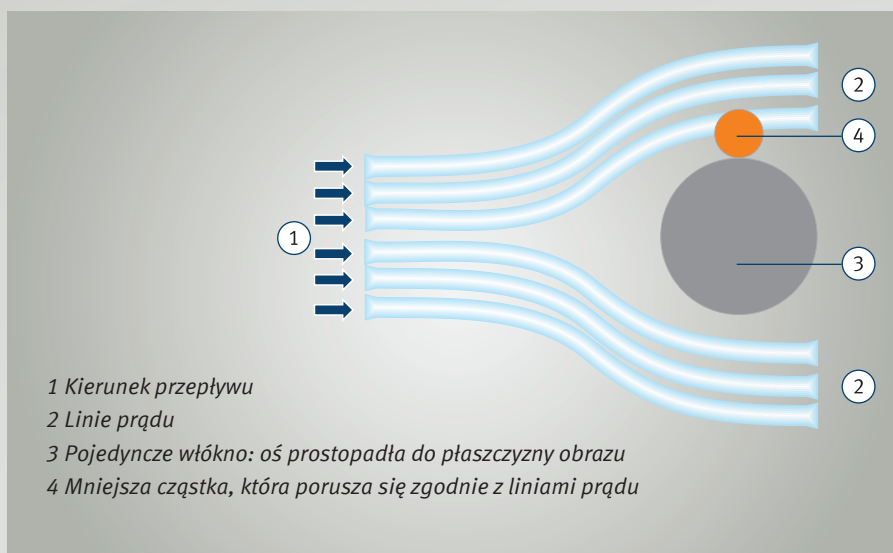 2
4
1
3
2
1 Kierunek przepływu
2 Linie prądu
3 Pojedyncze włókno: oś prostopadła do płaszczyzny obrazu
4 Mniejsza cząstka, która porusza się zgodnie z liniami prądu